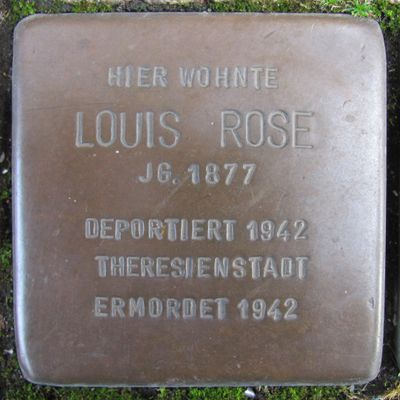 HIER WOHNTE
LOUIS ROSE
JG. 1877
DEPORTIERT 1942
THERESIENSTADT
ERMORDET 1942